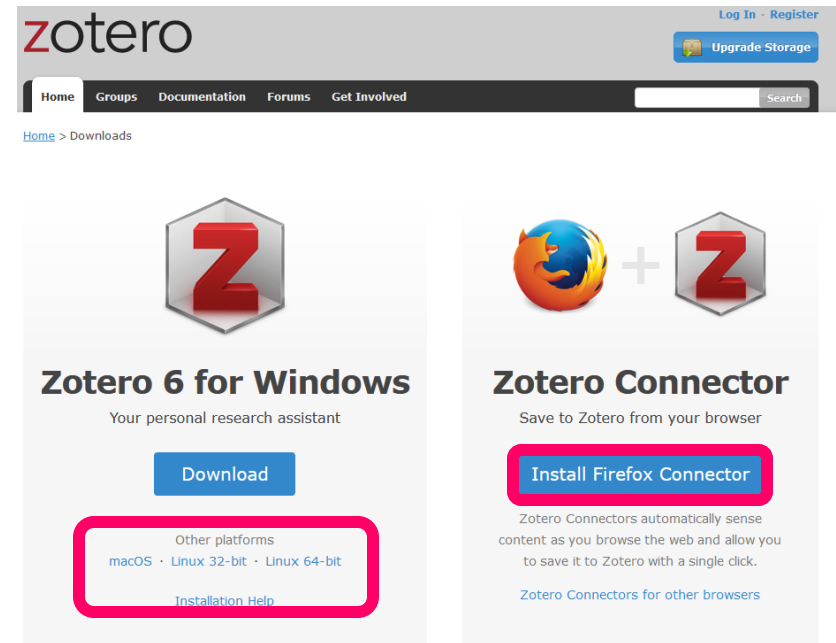 zotero
Log In · Register
Upgrade Storage
Home Groups Documentation Forums Get Involved
Search
Home > Downloads
Z
Z
Zotero 6 for Windows
Your personal research assistant
Download
Other platforms
macOS · Linux 32-bit · Linux 64-bit
Installation Help
Zotero Connector
Save to Zotero from your browser
Install Firefox Connector
Zotero Connectors automatically sense
content as you browse the web and allow you
to save it to Zotero with a single click.
Zotero Connectors for other browsers